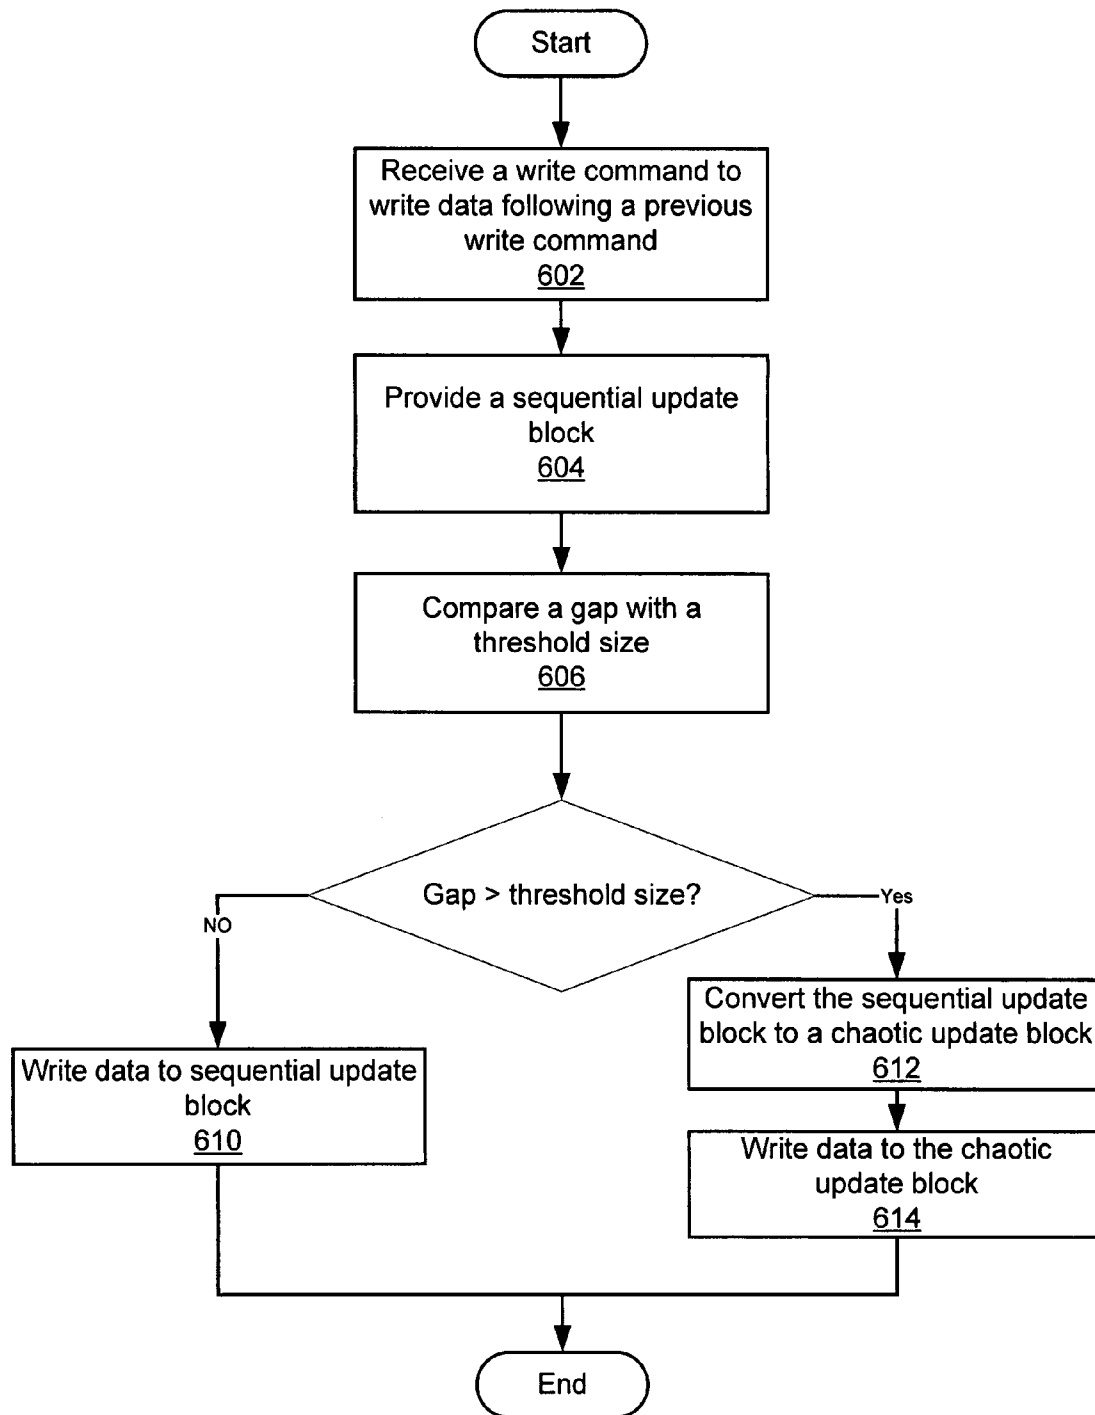 Start
Receive a write command to
write data following a previous
write command
602
Provide a sequential update
block
604
Compare a gap with a
threshold size
606
Gap > threshold size?
NO
Yes
Write data to sequential update
block
610
Convert the sequential update
block to a chaotic update block
612
Write data to the chaotic
update block
614
End